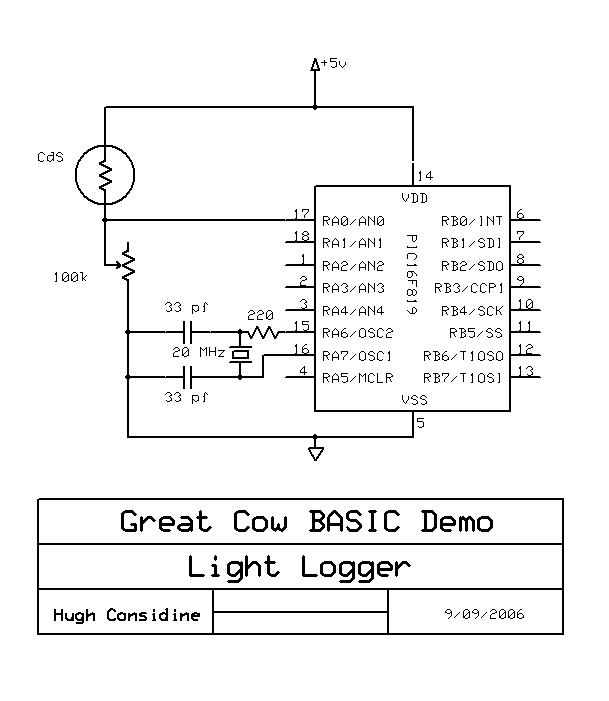 +5v
CdS
14
VDD
17 RA0/AN0 RB0/INT 6
18 RA1/AN1 RB1/SDI 7
1 RA2/AN2 RB2/SDO 8
2 RA3/AN3 RB3/CCP1 9
3 RA4/AN4 RB4/SCK 10
15 RA6/OSC2 RB5/SS 11
16 RA7/OSC1 RB6/T1OSO 12
4 RA5/MCLR RB7/T1OSI 13
PIC16F819
100k
33 pf
220
20 MHz
33 pf
VSS
5
Great Cow BASIC Demo
Light Logger
Hugh Considine
9/09/2006